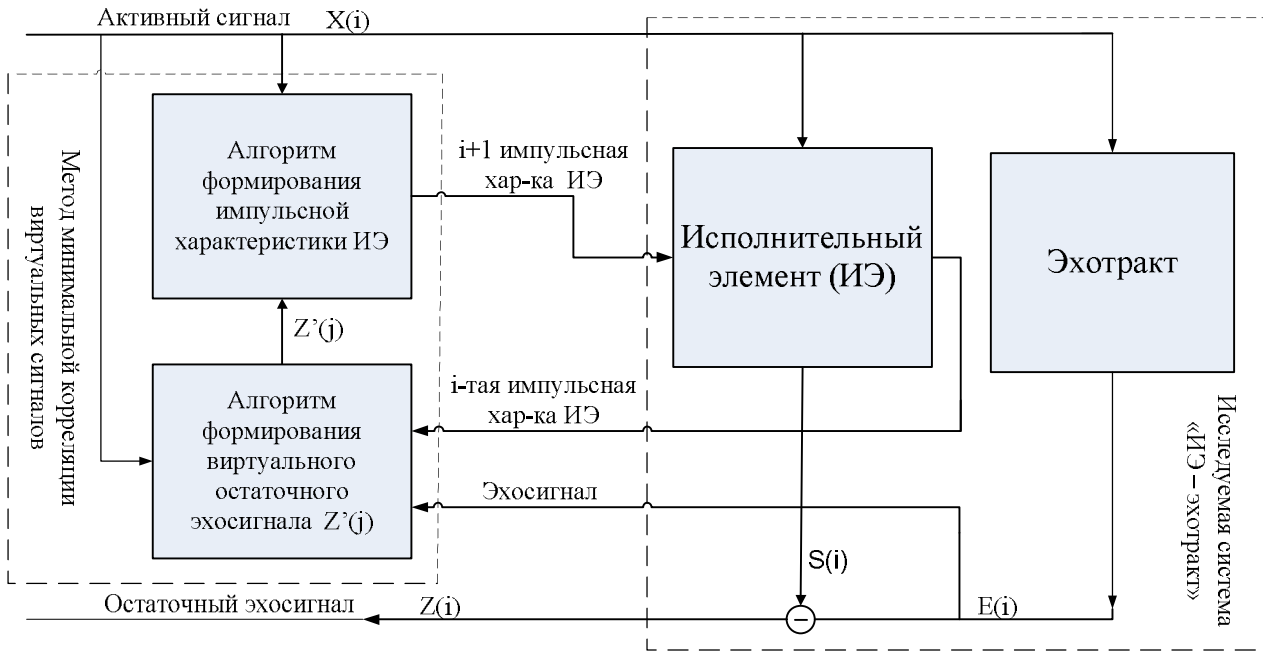 Активный сигнал
X(i)
Алгоритм
формирования
импульсной
характеристики ИЭ
i+1 импульсная
хар-ка ИЭ
Исполнительный
элемент (ИЭ)
Эхотракт
Метод минимальной корреляции
виртуальных сигналов
Z’(j)
Алгоритм
формирования
виртуального
остаточного
эхосигнала Z’(j)
i-тая импульсная
хар-ка ИЭ
Эхосигнал
Исследуемая система
«ИЭ – эхотракт»
S(i)
Остаточный эхосигнал
Z(i)
−
E(i)